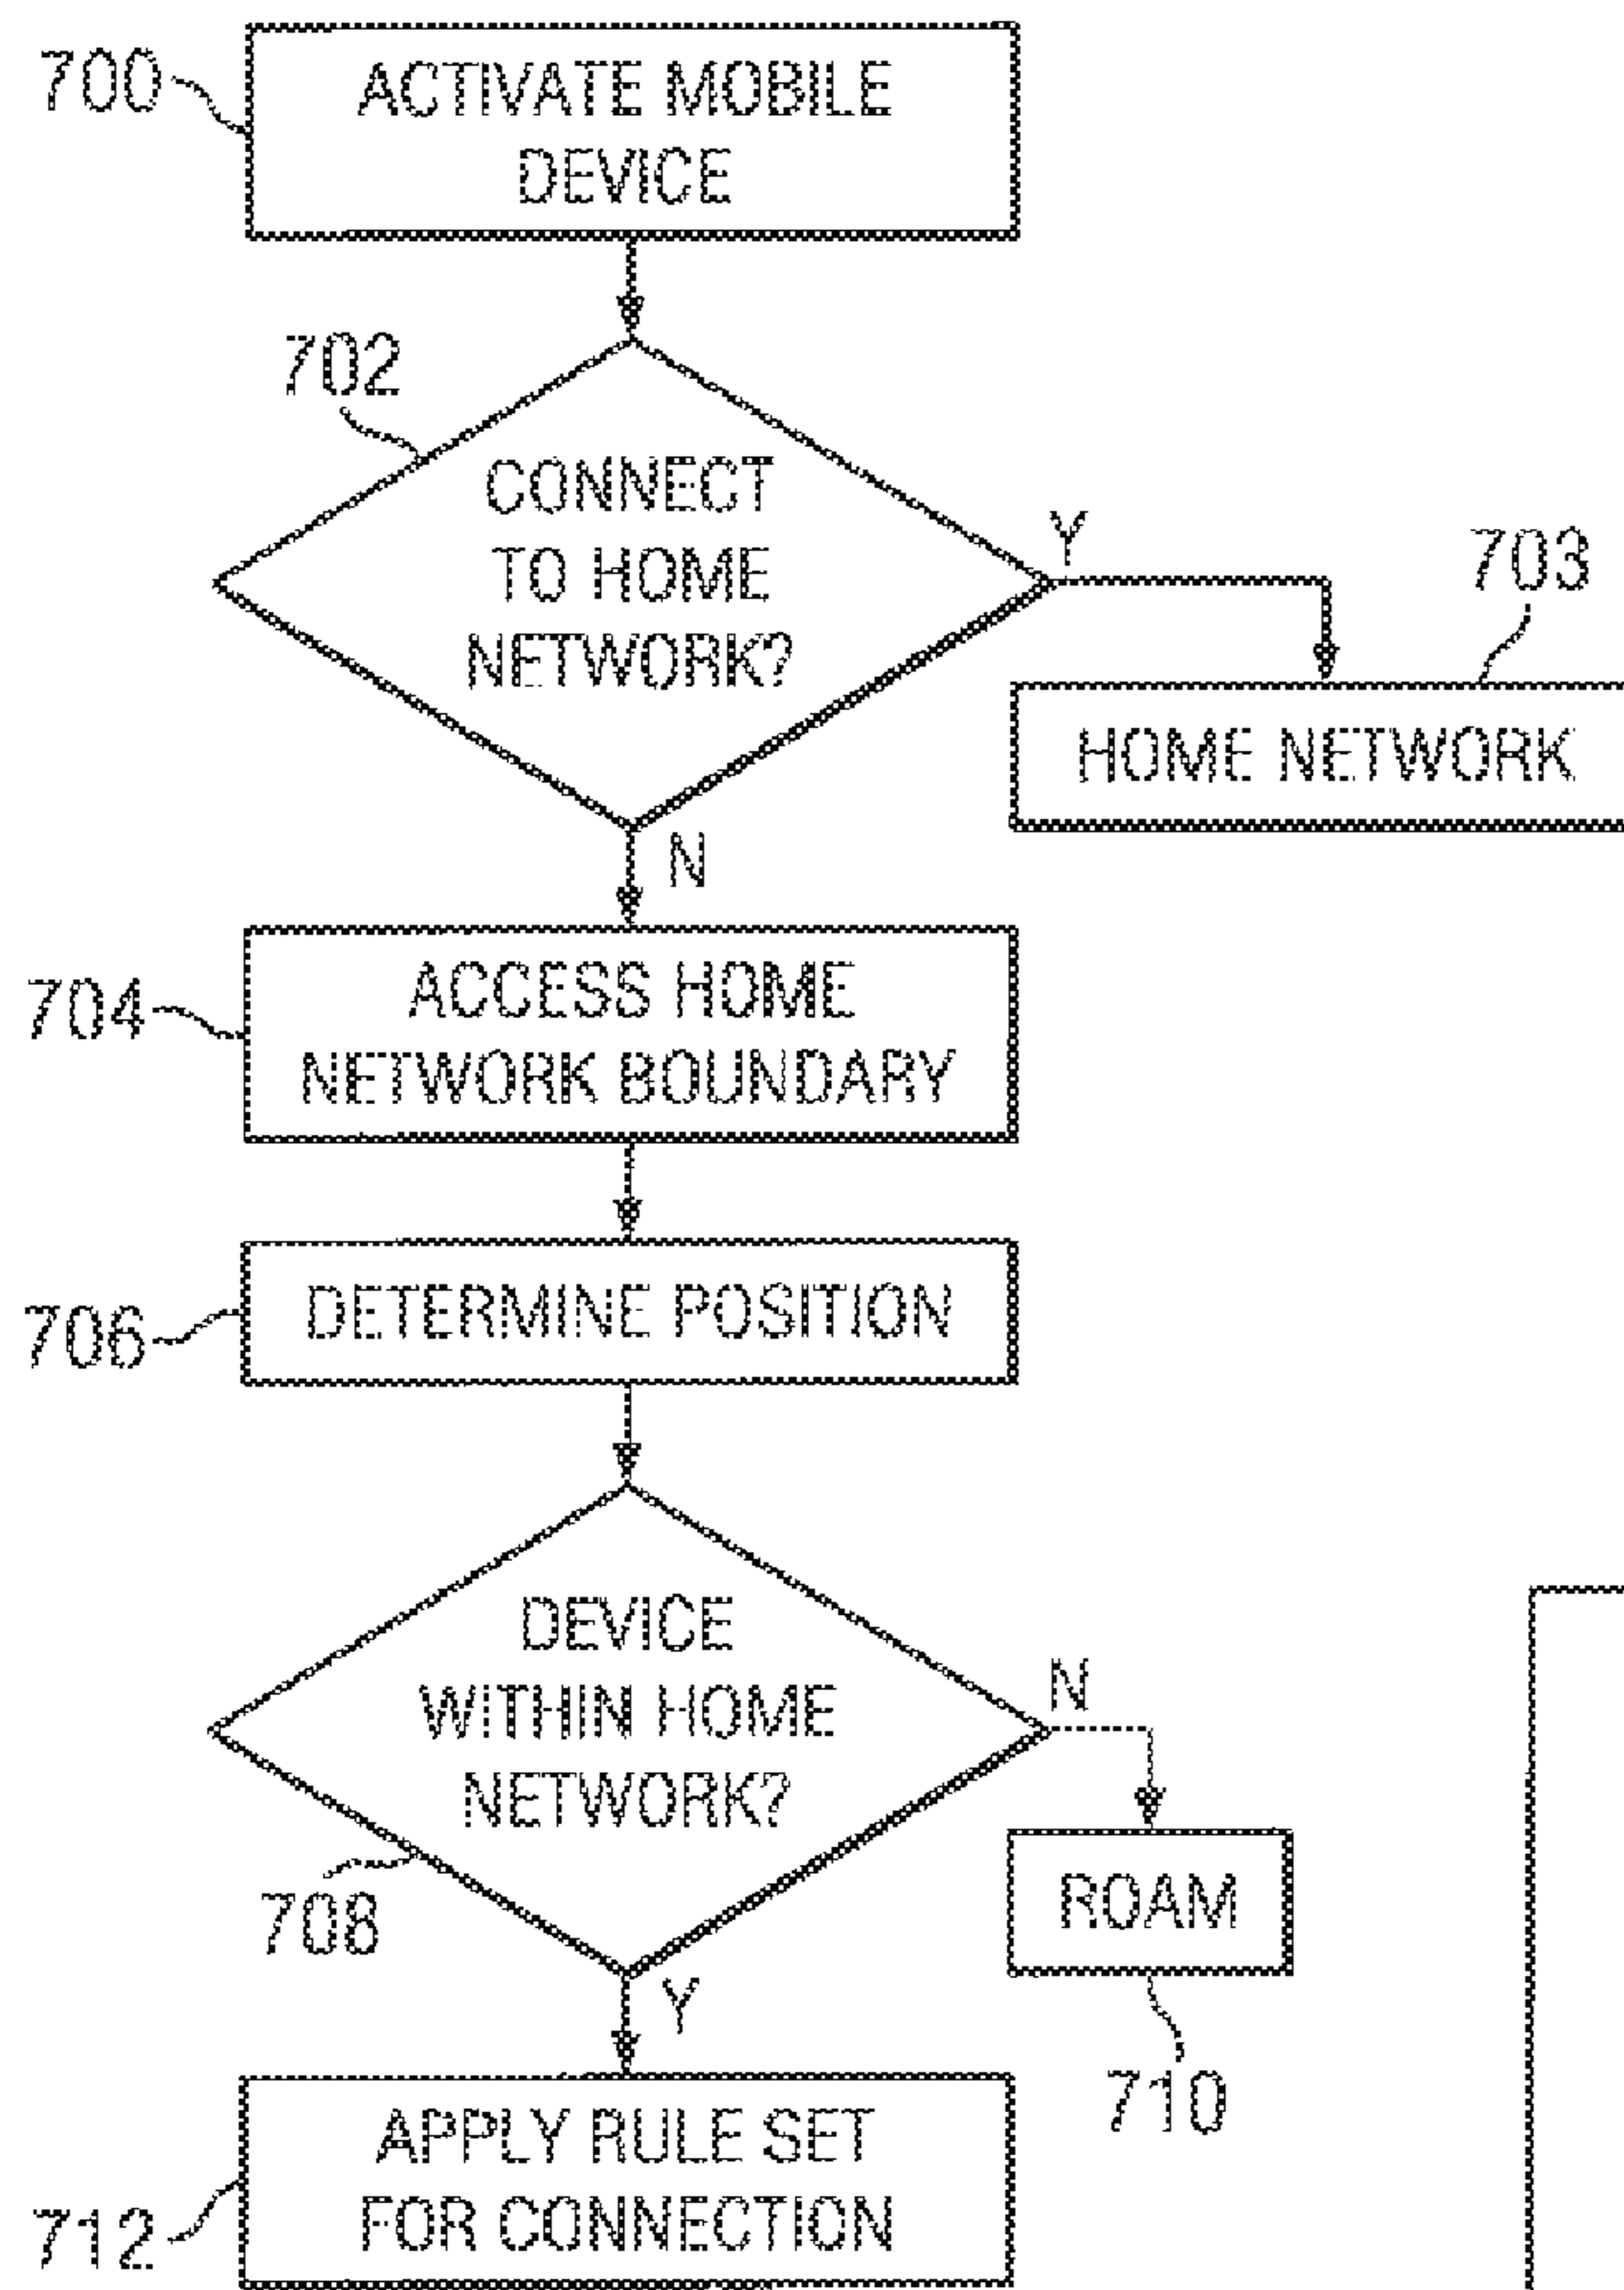 700
ACTIVATE MOBILE
DEVICE
702
CONNECT
TO HOME
NETWORK?
Y
703
HOME NETWORK
N
704
ACCESS HOME
NETWORK BOUNDARY
706
DETERMINE POSITION
DEVICE
WITHIN HOME
NETWORK?
N
708
ROAM
Y
710
712
APPLY RULE SET
FOR CONNECTION